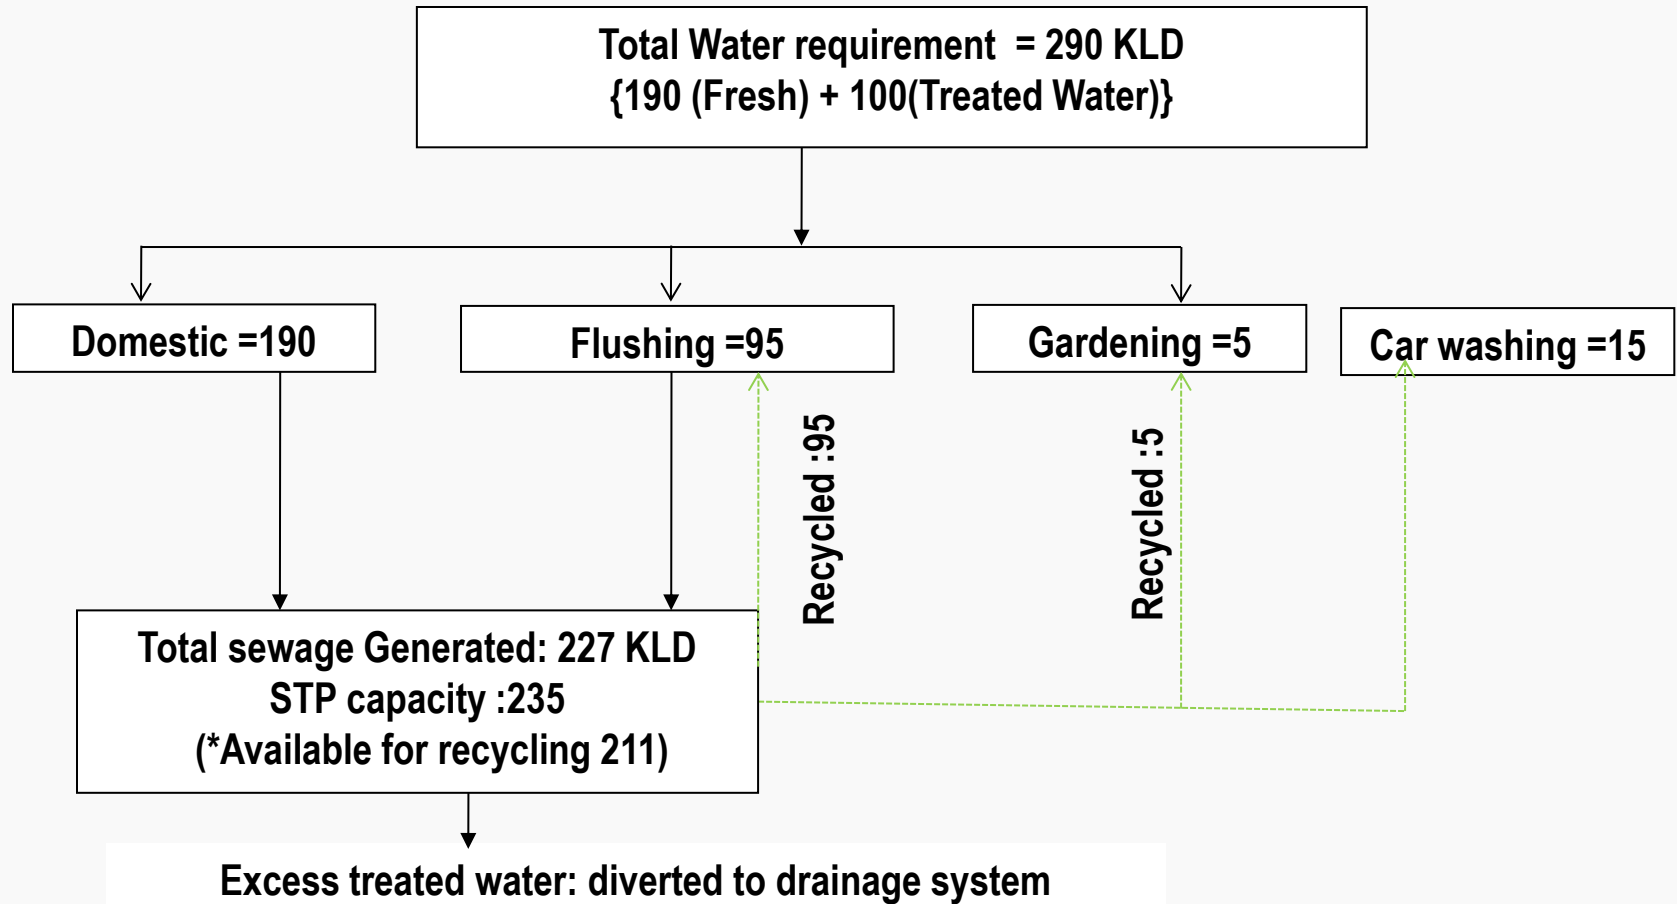 Total Water requirement = 290 KLD
{190 (Fresh) + 100(Treated Water)}
Domestic =190
Flushing =95
Gardening =5
Car washing =15
Recycled :95
Recycled :5
Total sewage Generated: 227 KLD
STP capacity :235
(*Available for recycling 211)
Excess treated water: diverted to drainage system